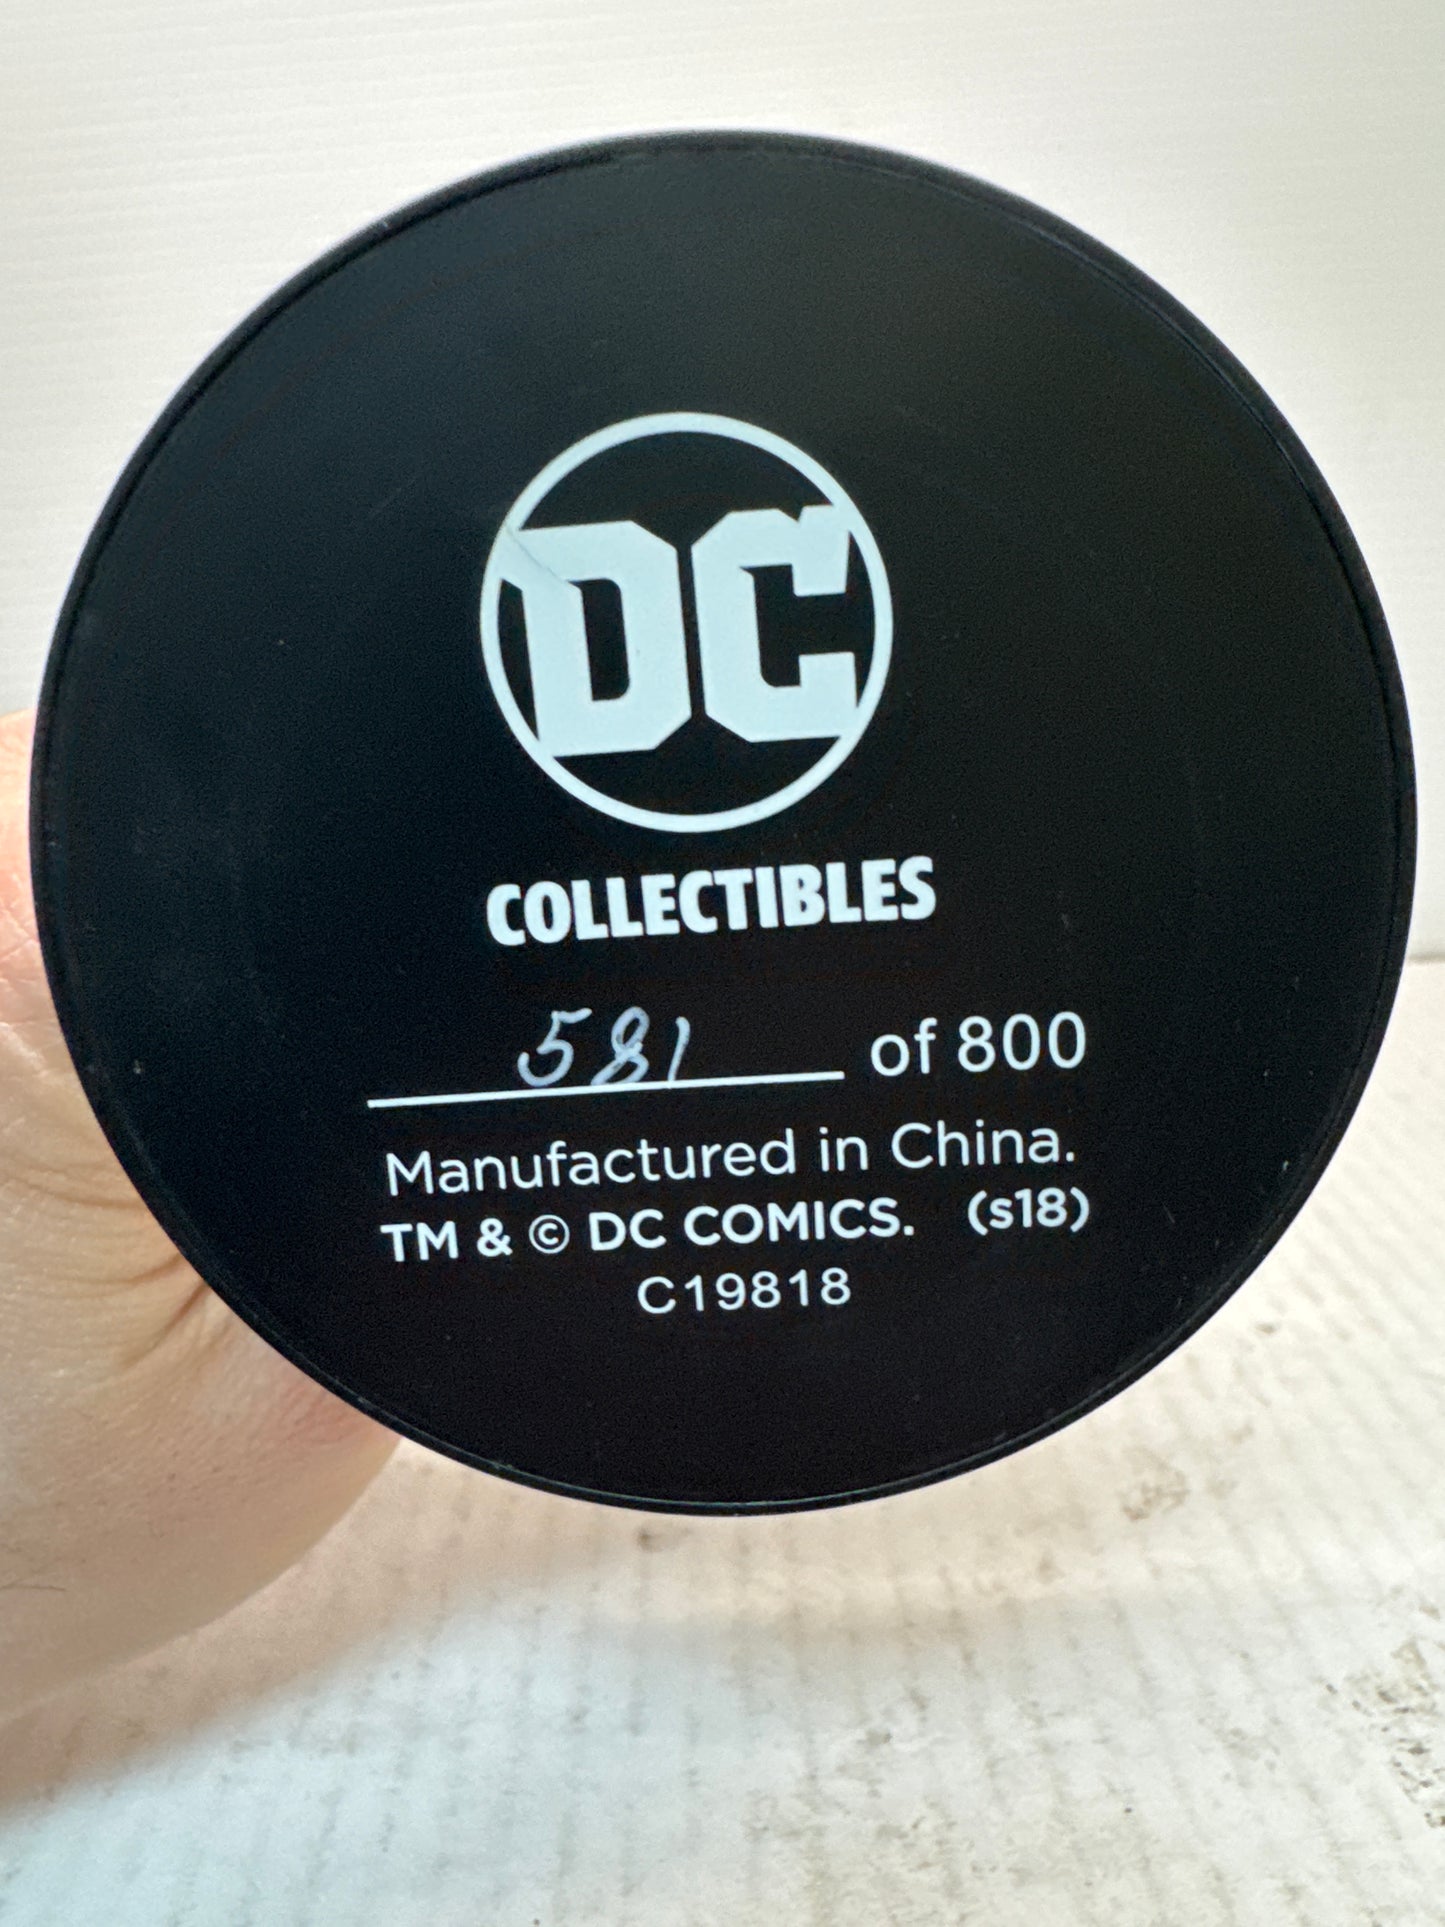 DC
COLLECTIBLES
581 of 800
Manufactured in China.
TM & © DC COMICS. (s18)
C19818